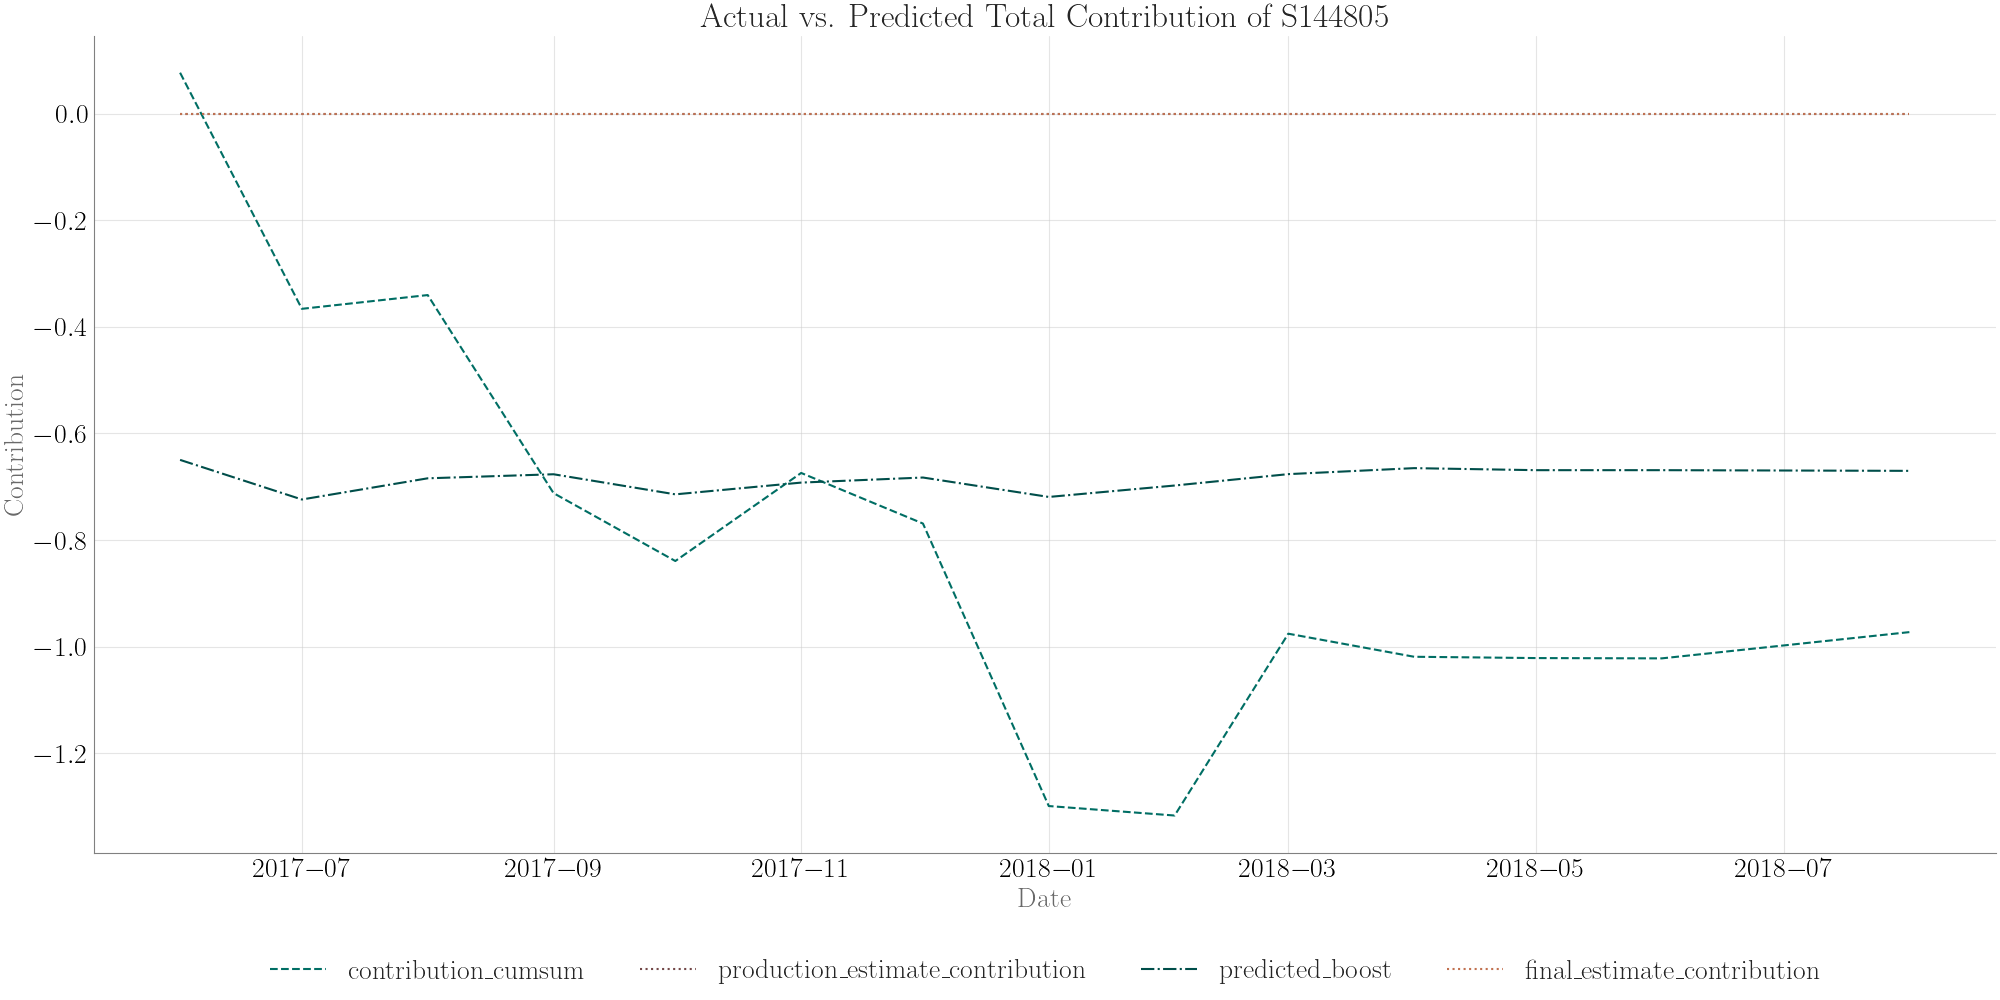 Actual vs. Predicted Total Contribution of S144805
0.0
−0.2
−0.4
−0.6
−0.8
−1.0
−1.2
Contribution
2017−07 2017−09 2017−11 2018−01 2018−03 2018−05 2018−07
Date
contribution_cumsum production_estimate_contribution predicted_boost final_estimate_contribution